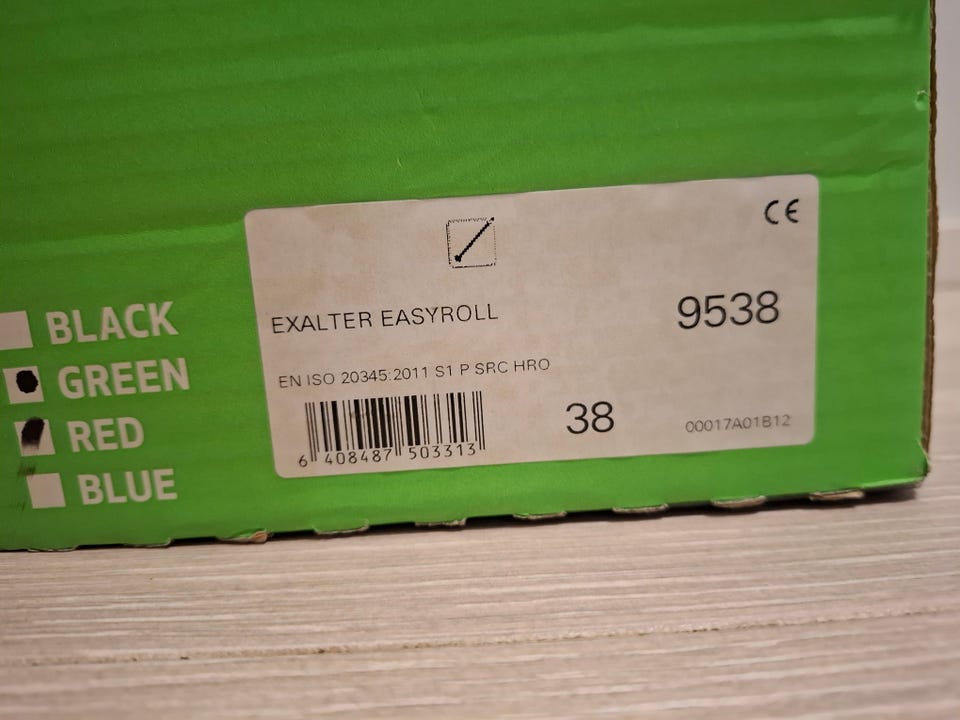 BLACK
GREEN
RED
BLUE
CE
EXALTER EASYROLL
9538
EN ISO 20345:2011 S1 P SRC HRO
6 408487 503313
38
00017A01B12